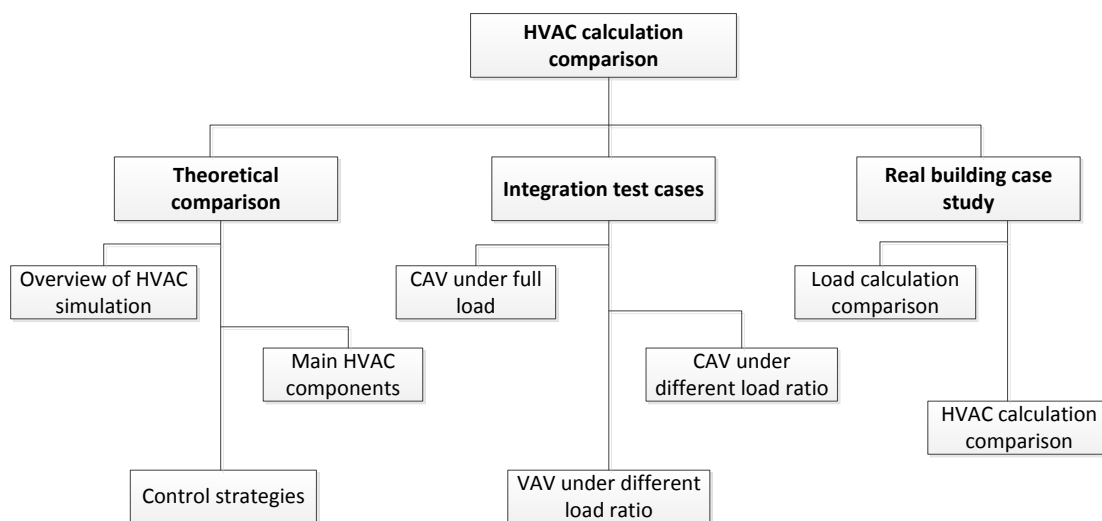 HVAC calculation
comparison
Theoretical
comparison
Integration test cases
Real building case
study
Overview of HVAC
simulation
CAV under full
load
Load calculation
comparison
Main HVAC
components
CAV under
different load ratio
HVAC calculation
comparison
Control strategies
VAV under different
load ratio